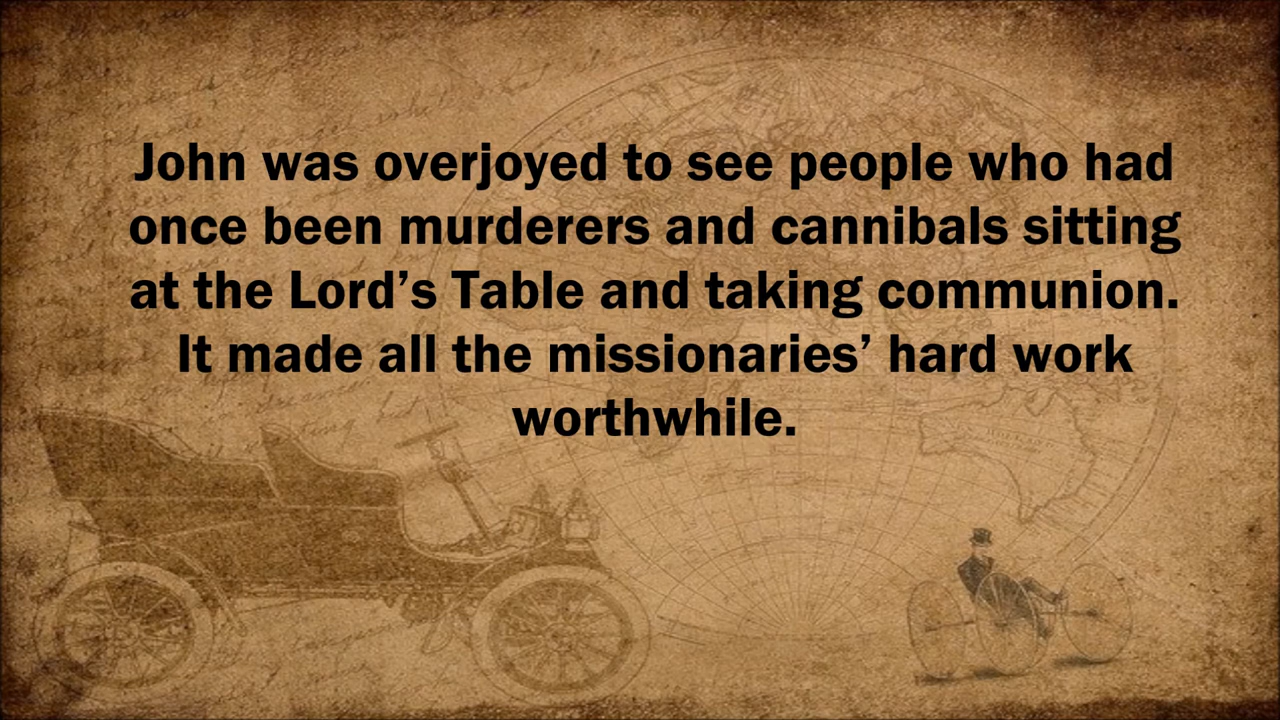 John was overjoyed to see people who had
once been murderers and cannibals sitting
at the Lord’s Table and taking communion.
It made all the missionaries’ hard work
worthwhile.